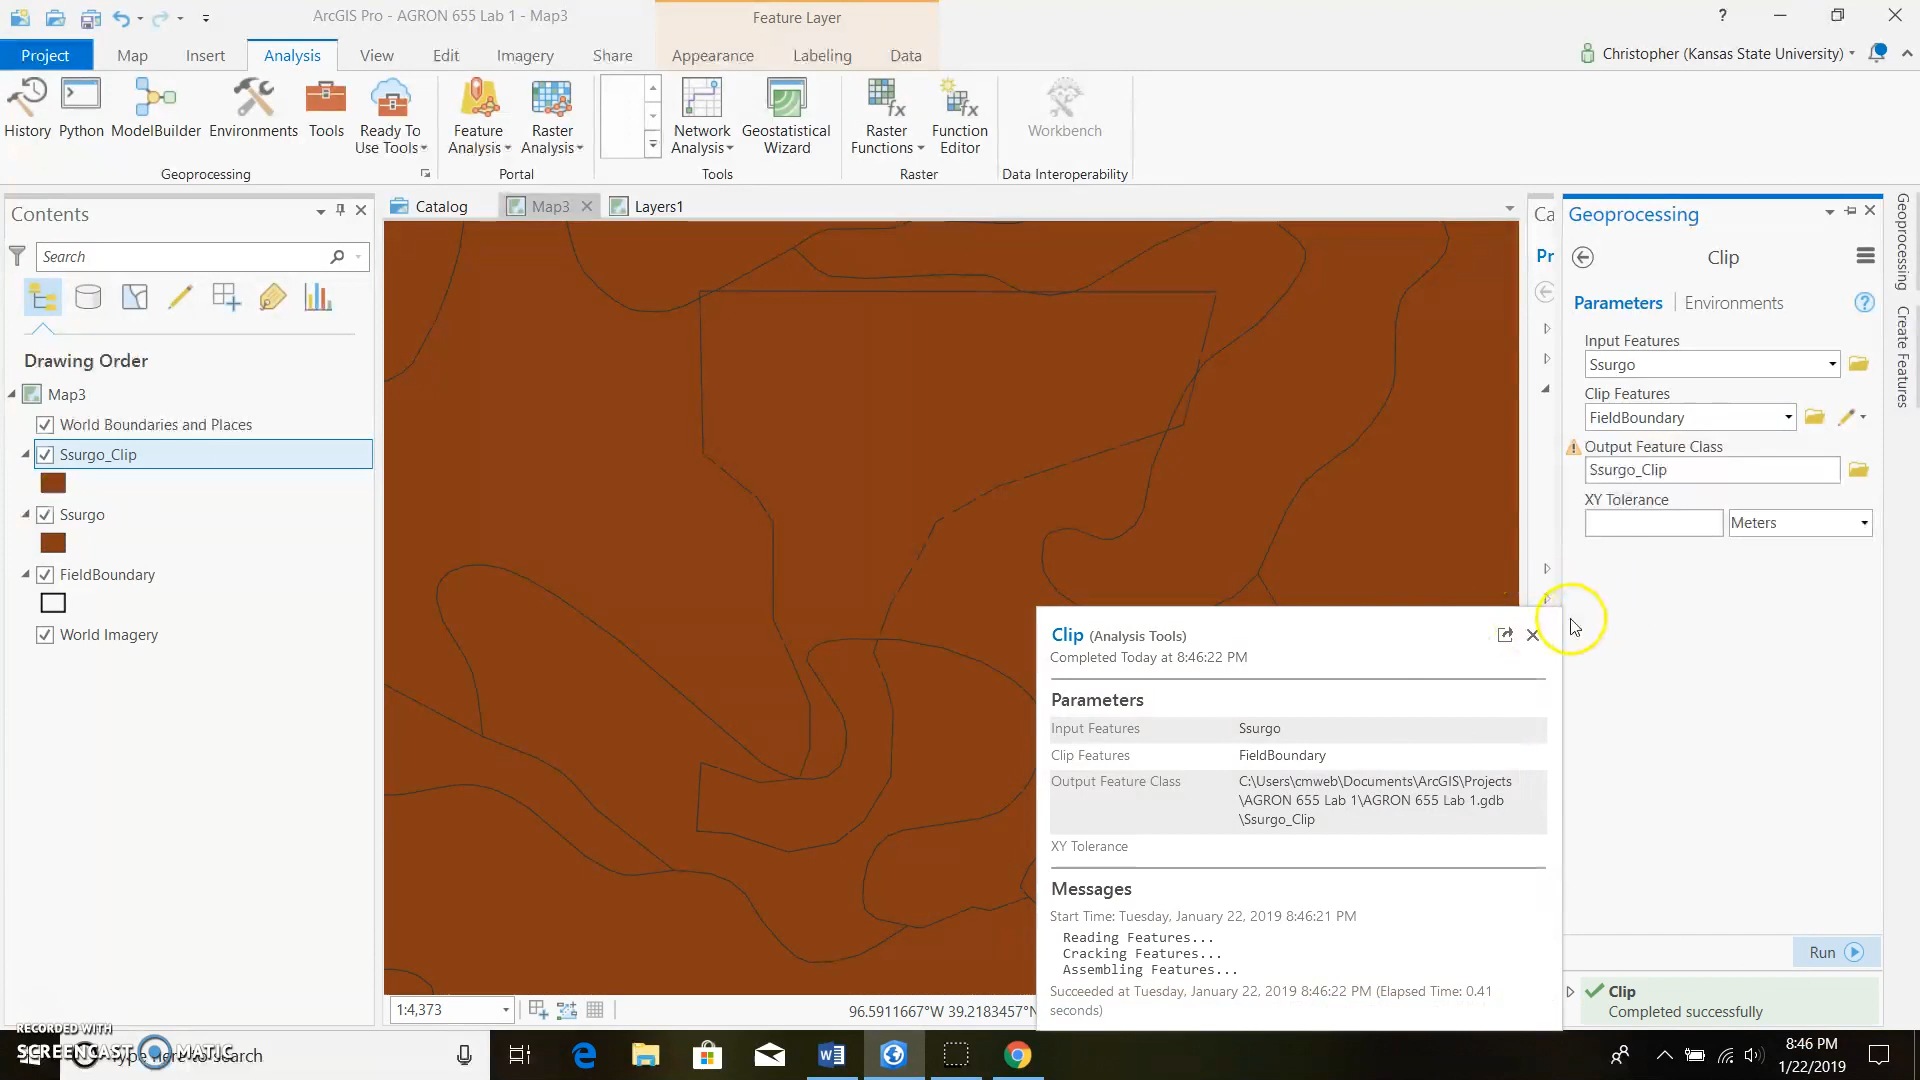 ArcGIS Pro - AGRON 655 Lab 1 - Map3
Feature Layer
?
Project
Map
Insert
Analysis
View
Edit
Imagery
Share
Appearance
Labeling
Data
Christopher (Kansas State University)
History
Python
ModelBuilder
Environments
Tools
Ready To
Use Tools
Feature
Analysis
Raster
Analysis
Network
Analysis
Geostatistical
Wizard
Raster
Functions
Function
Editor
Workbench
Geoprocessing
Portal
Tools
Raster
Data Interoperability
Contents
Search
Drawing Order
Map3
World Boundaries and Places
Ssurgo_Clip
Ssurgo
FieldBoundary
World Imagery
Catalog
Map3
Layers1
1:4,373
96.5911667°W 39.2183457°N
Ca
Pr
Geoprocessing
Clip
Parameters
Environments
?
Input Features
Ssurgo
Clip Features
FieldBoundary
Output Feature Class
Ssurgo_Clip
XY Tolerance
Meters
Run
Clip
Completed successfully
Geoprocessing
Create Features
Clip (Analysis Tools)
Completed Today at 8:46:22 PM
Parameters
Input Features Ssurgo
Clip Features FieldBoundary
Output Feature Class C:\Users\cmweb\Documents\ArcGIS\Projects
\AGRON 655 Lab 1\AGRON 655 Lab 1.gdb
\Ssurgo_Clip
XY Tolerance
Messages
Start Time: Tuesday, January 22, 2019 8:46:21 PM
Reading Features...
Cracking Features...
Assembling Features...
Succeeded at Tuesday, January 22, 2019 8:46:22 PM (Elapsed Time: 0.41
seconds)
RECORDED WITH
SCREENCAST MATIC
Type here to search
8:46 PM
1/22/2019